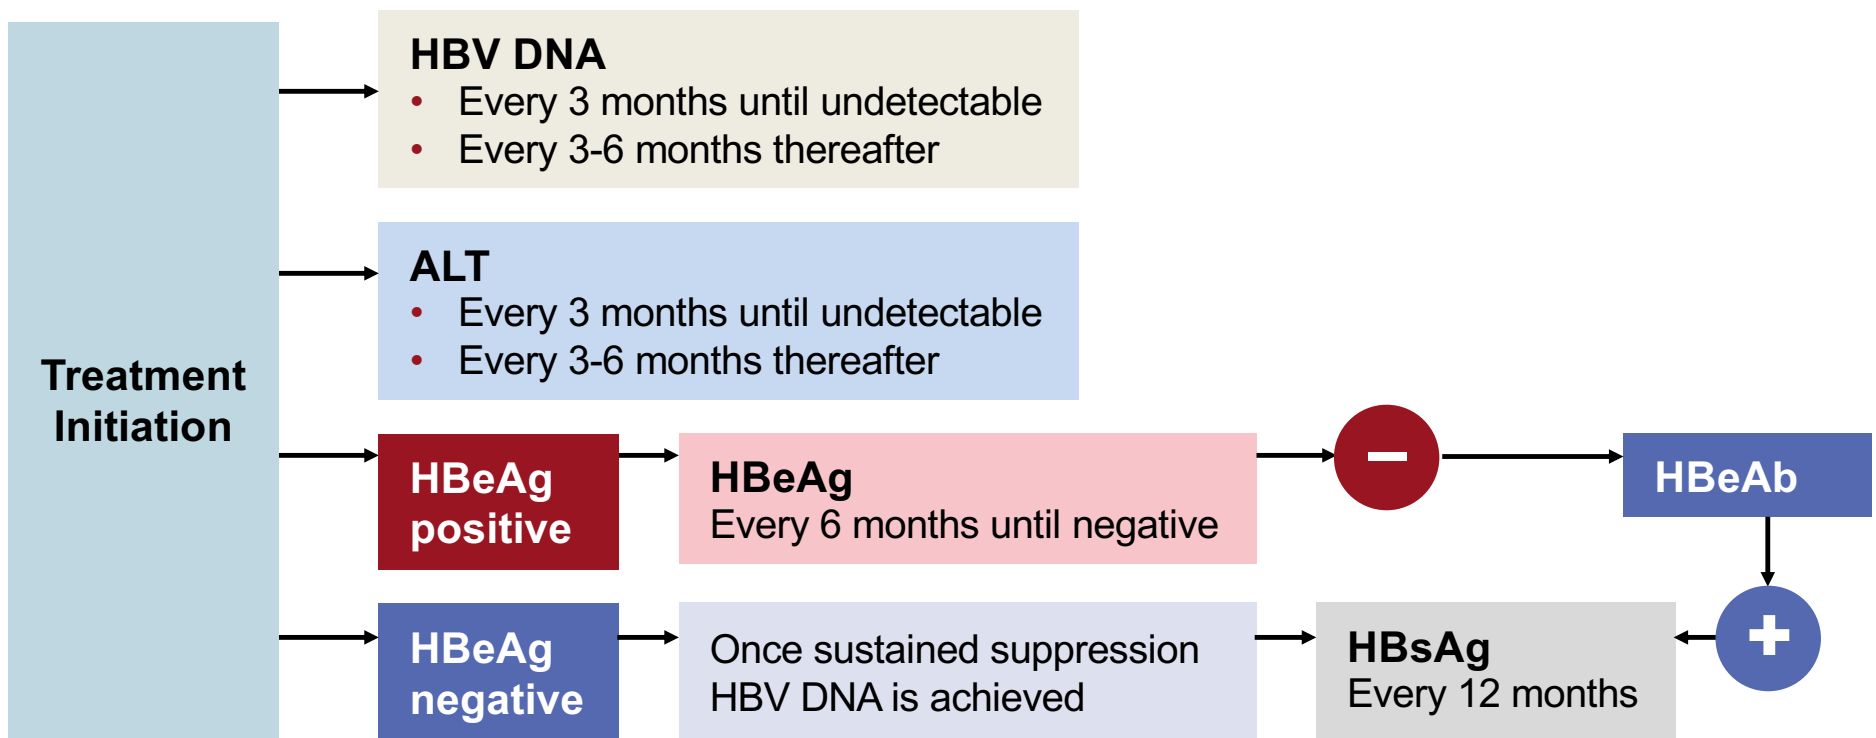 Treatment
Initiation
HBV DNA
• Every 3 months until undetectable
• Every 3-6 months thereafter
ALT
• Every 3 months until undetectable
• Every 3-6 months thereafter
HBeAg
positive
HBeAg
Every 6 months until negative
−
HBeAb
+
HBeAg
negative
Once sustained suppression
HBV DNA is achieved
HBsAg
Every 12 months